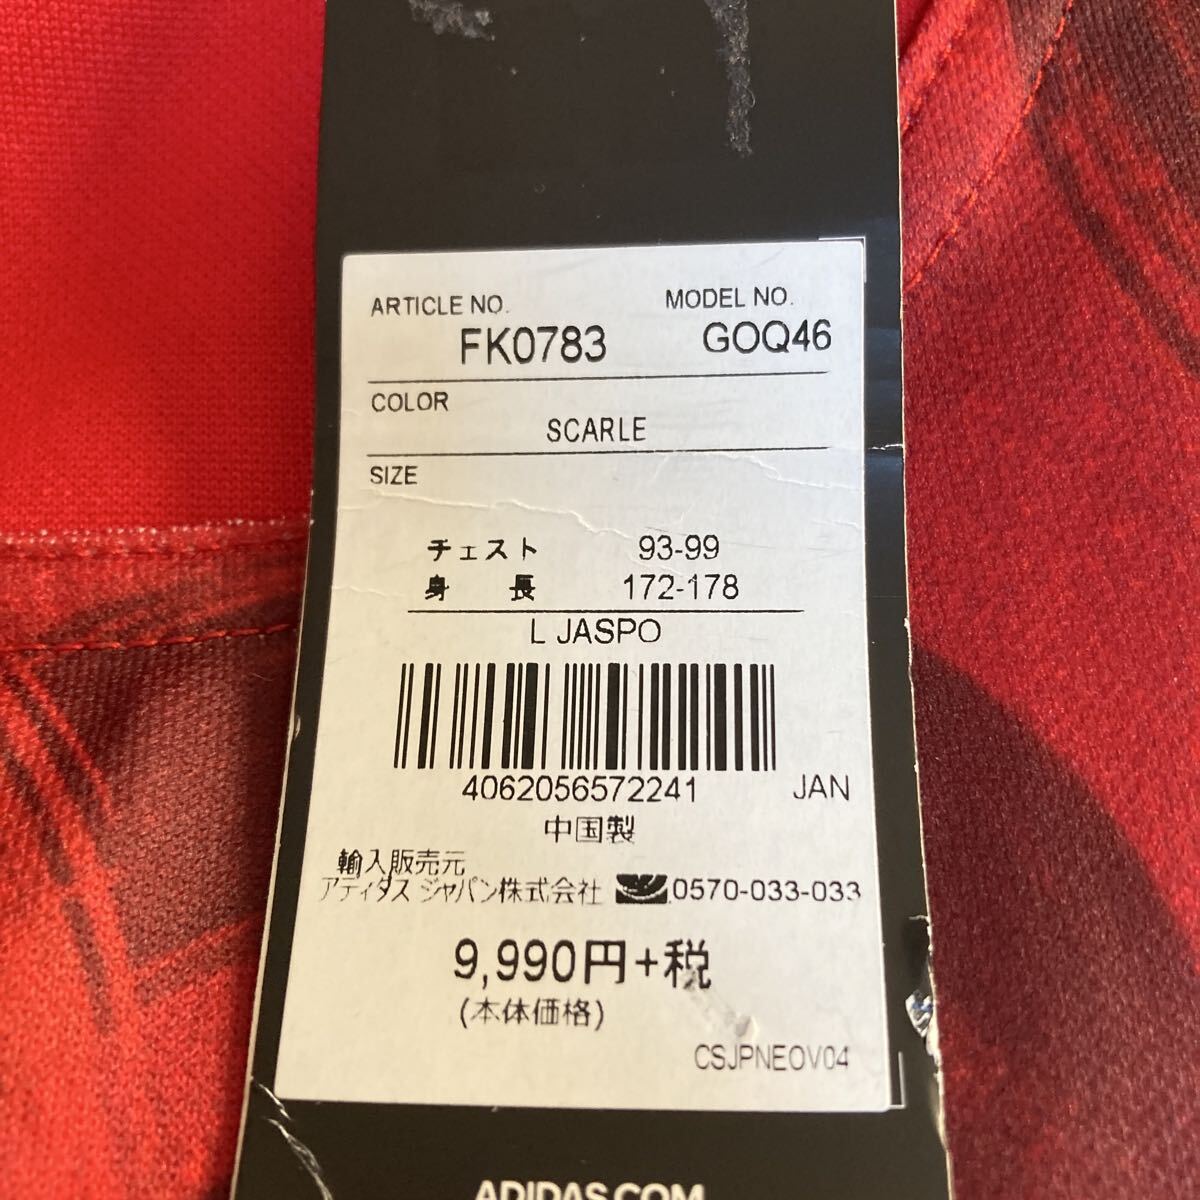 ARTICLE NO. MODEL NO.
FK0783 GOQ46
COLOR
SCARLE
SIZE
チェスト 93-99
身長 172-178
L JASPO
4062056572241 JAN
中国製
輸入販売元
アディダス ジャパン株式会社 0570-033-033
9,990円+税
(本体価格)
CSJPNEOV04
ADIDAS.COM